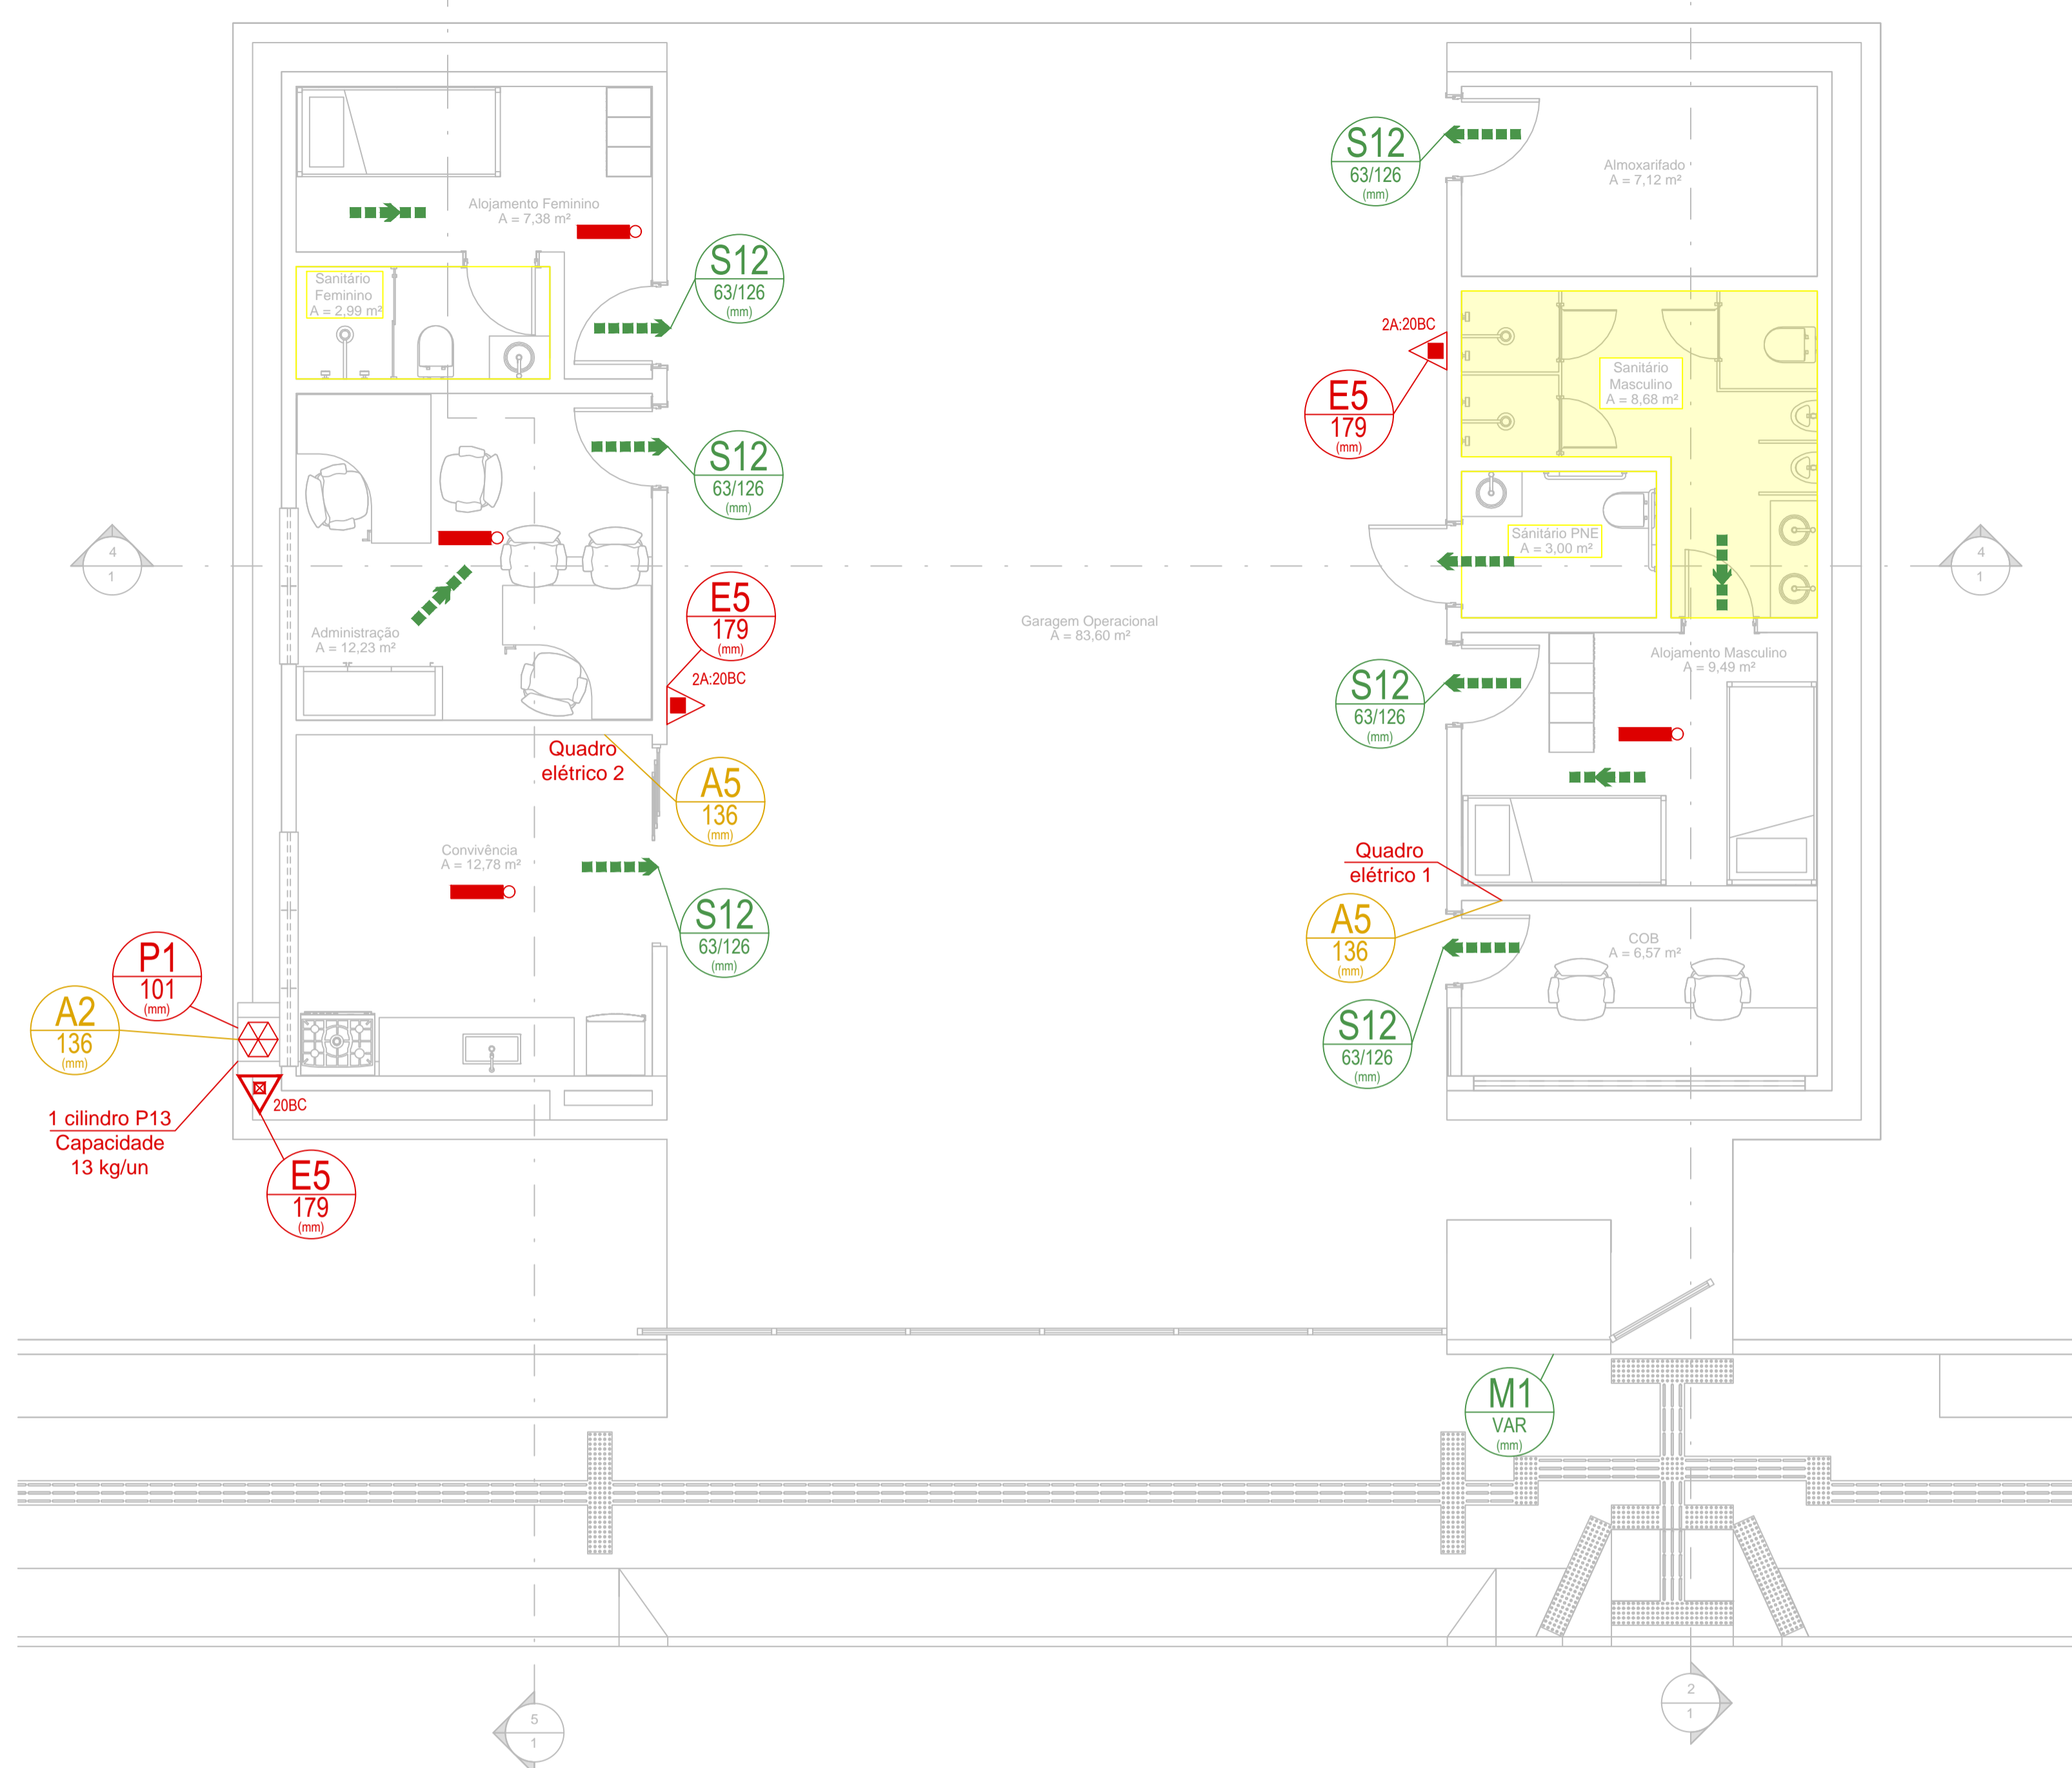 Alojamento Feminino
A = 7,38 m²
Sanitário
Feminino
A = 2,99 m²
S12
63/126
(mm)
S12
63/126
(mm)
Administração
A = 12,23 m²
E5
179
(mm)
2A:20BC
Quadro
elétrico 2
A5
136
(mm)
Convivência
A = 12,78 m²
S12
63/126
(mm)
P1
101
(mm)
A2
136
(mm)
20BC
1 cilindro P13
Capacidade
13 kg/un
E5
179
(mm)
4
1
Garagem Operacional
A = 83,60 m²
S12
63/126
(mm)
Almoxarifado
A = 7,12 m²
2A:20BC
E5
179
(mm)
Sanitário
Masculino
A = 8,68 m²
Sánitário PNE
A = 3,00 m²
4
1
Alojamento Masculino
A = 9,49 m²
S12
63/126
(mm)
Quadro
elétrico 1
A5
136
(mm)
COB
A = 6,57 m²
S12
63/126
(mm)
M1
VAR
(mm)
5
1
2
1